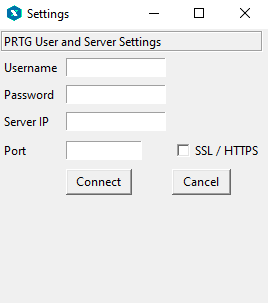 Settings
PRTG User and Server Settings
Username
Password
Server IP
Port SSL / HTTPS
Connect Cancel